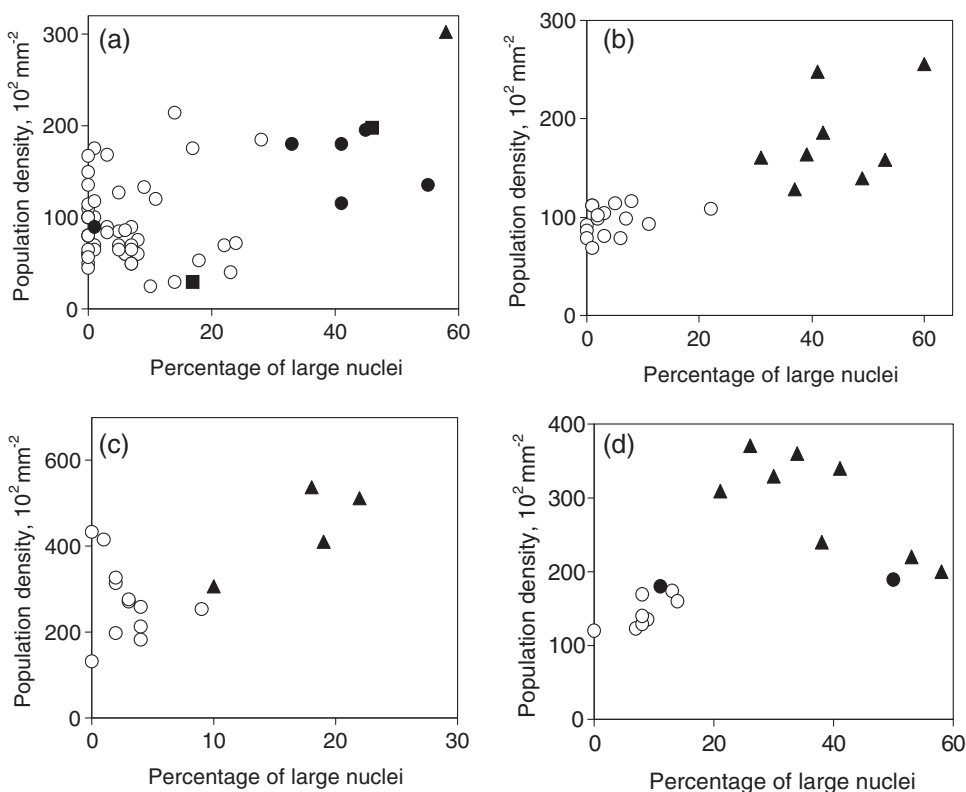 (a)
Population density, 10² mm⁻²
300
200
100
0
0 20 40 60
Percentage of large nuclei
(b)
Population density, 10² mm⁻²
300
200
100
0
0 20 40 60
Percentage of large nuclei
(c)
Population density, 10² mm⁻²
600
400
200
0
0 10 20 30
Percentage of large nuclei
(d)
Population density, 10² mm⁻²
400
300
200
100
0
0 20 40 60
Percentage of large nuclei